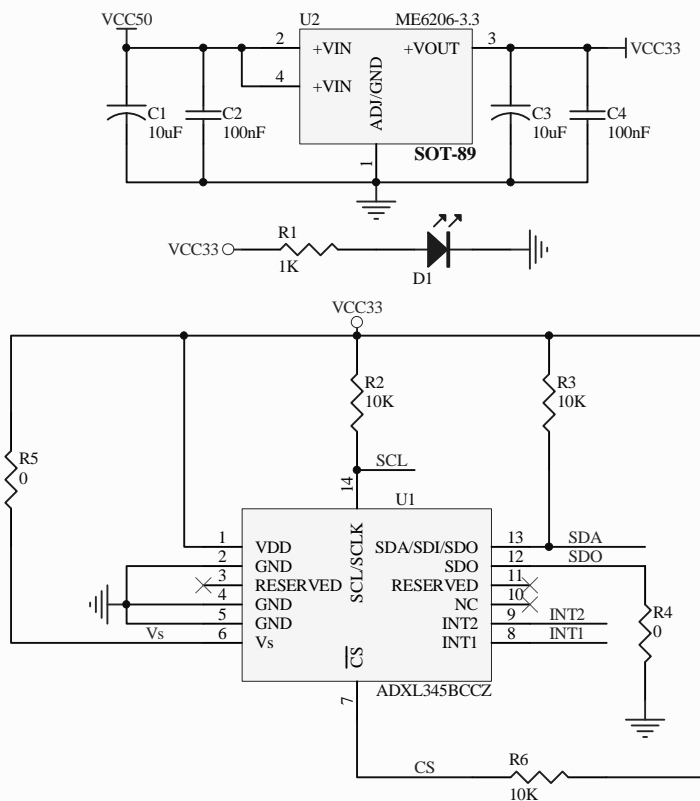 VCC50
U2
ME6206-3.3
2
+VIN
+VOUT
3
VCC33
4
+VIN
ADJ/GND
C1
10uF
C2
100nF
C3
10uF
C4
100nF
1
SOT-89
R1
VCC33
1K
D1
VCC33
R2
10K
R3
10K
R5
0
SCL
14
U1
SCL/SCLK
1
VDD
SDA/SDI/SDO
13
SDA
2
GND
SDO
12
SDO
3
RESERVED
RESERVED
11
4
GND
NC
10
5
GND
INT2
9
INT2
Vs
6
Vs
INT1
8
INT1
R4
0
CS
7
ADXL345BCCZ
CS
R6
10K